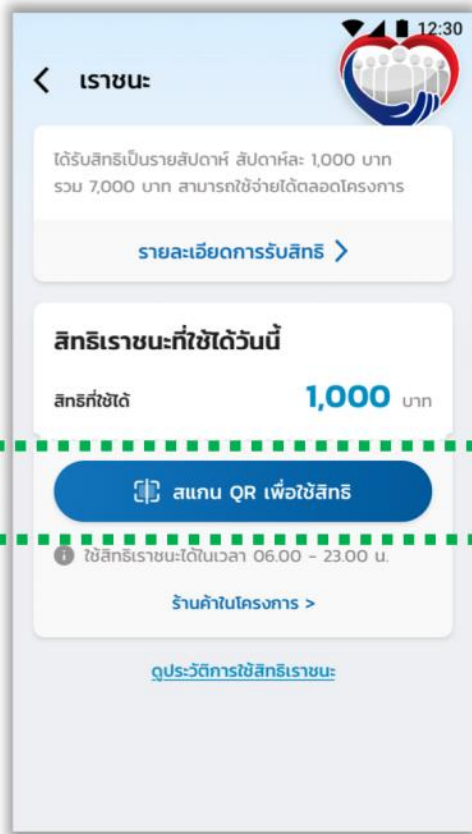 12:30
เราชนะ
ได้รับสิทธิเป็นรายสัปดาห์ สัปดาห์ละ 1,000 บาท
รวม 7,000 บาท สามารถใช้จ่ายได้ตลอดโครงการ
รายละเอียดการรับสิทธิ >
สิทธิเราชนะที่ใช้ได้วันนี้
สิทธิที่ใช้ได้ 1,000 บาท
สแกน QR เพื่อใช้สิทธิ
ใช้สิทธิเราชนะได้ในเวลา 06.00 - 23.00 น.
ร้านค้าในโครงการ >
ดูประวัติการใช้สิทธิเราชนะ